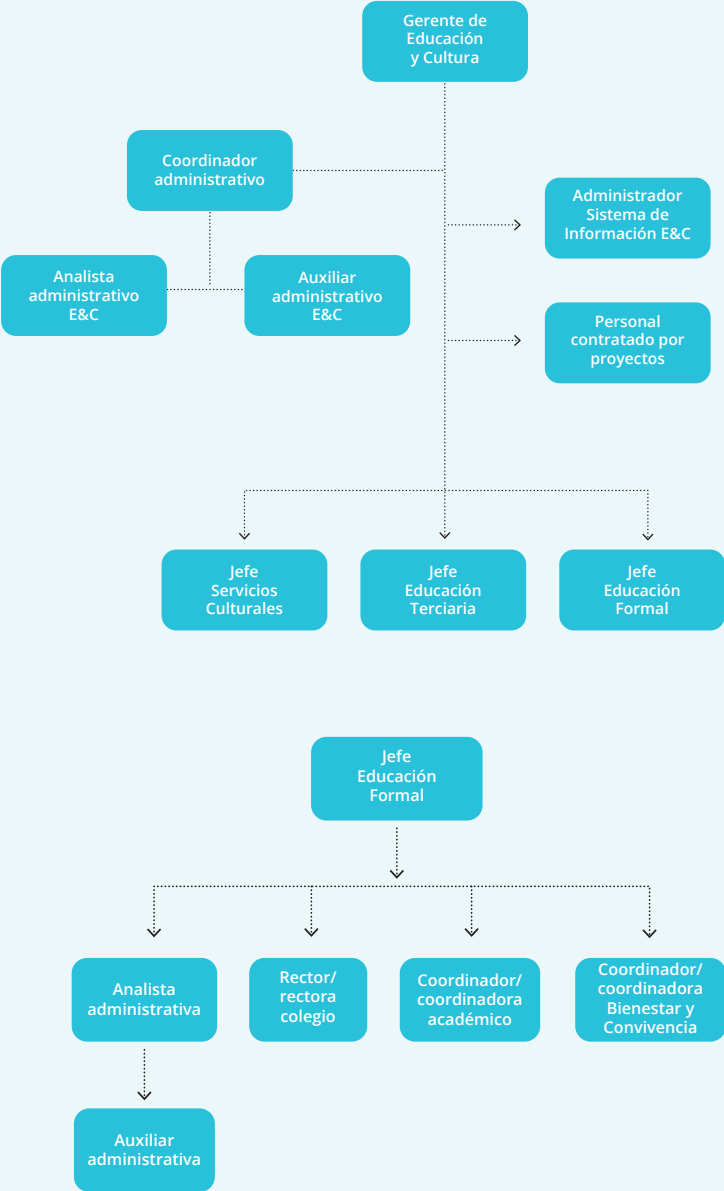 Gerente de
Educación
y Cultura
Coordinador
administrativo
Administrador
Sistema de
Información E&C
Analista
administrativo
E&C
Auxiliar
administrativo
E&C
Personal
contratado por
proyectos
Jefe
Servicios
Culturales
Jefe
Educación
Terciaria
Jefe
Educación
Formal
Jefe
Educación
Formal
Analista
administrativa
Rector/
rectora
colegio
Coordinador/
coordinadora
académico
Coordinador/
coordinadora
Bienestar y
Convivencia
Auxiliar
administrativa